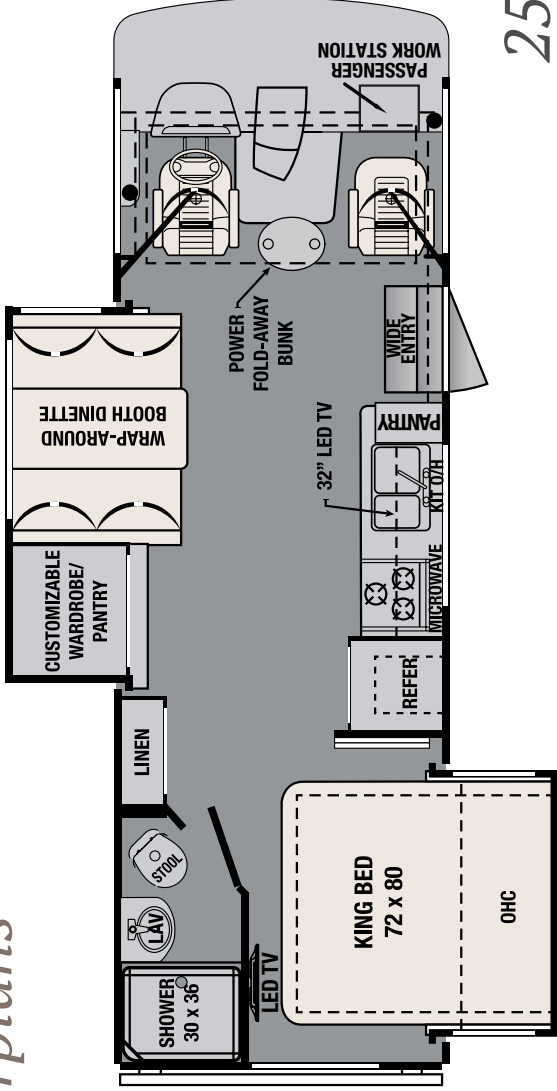 25
PASSENGER
WORK STATION
POWER
FOLD-AWAY
BUNK
WRAP-AROUND
BOOTH DINETTE
WIDE
ENTRY
PANTRY
32” LED TV
KIT O/H
MICROWAVE
CUSTOMIZABLE
WARDROBE/
PANTRY
REFER
LINEN
STOOL
LAV
SHOWER
30 x 36
LED TV
KING BED
72 x 80
OHC